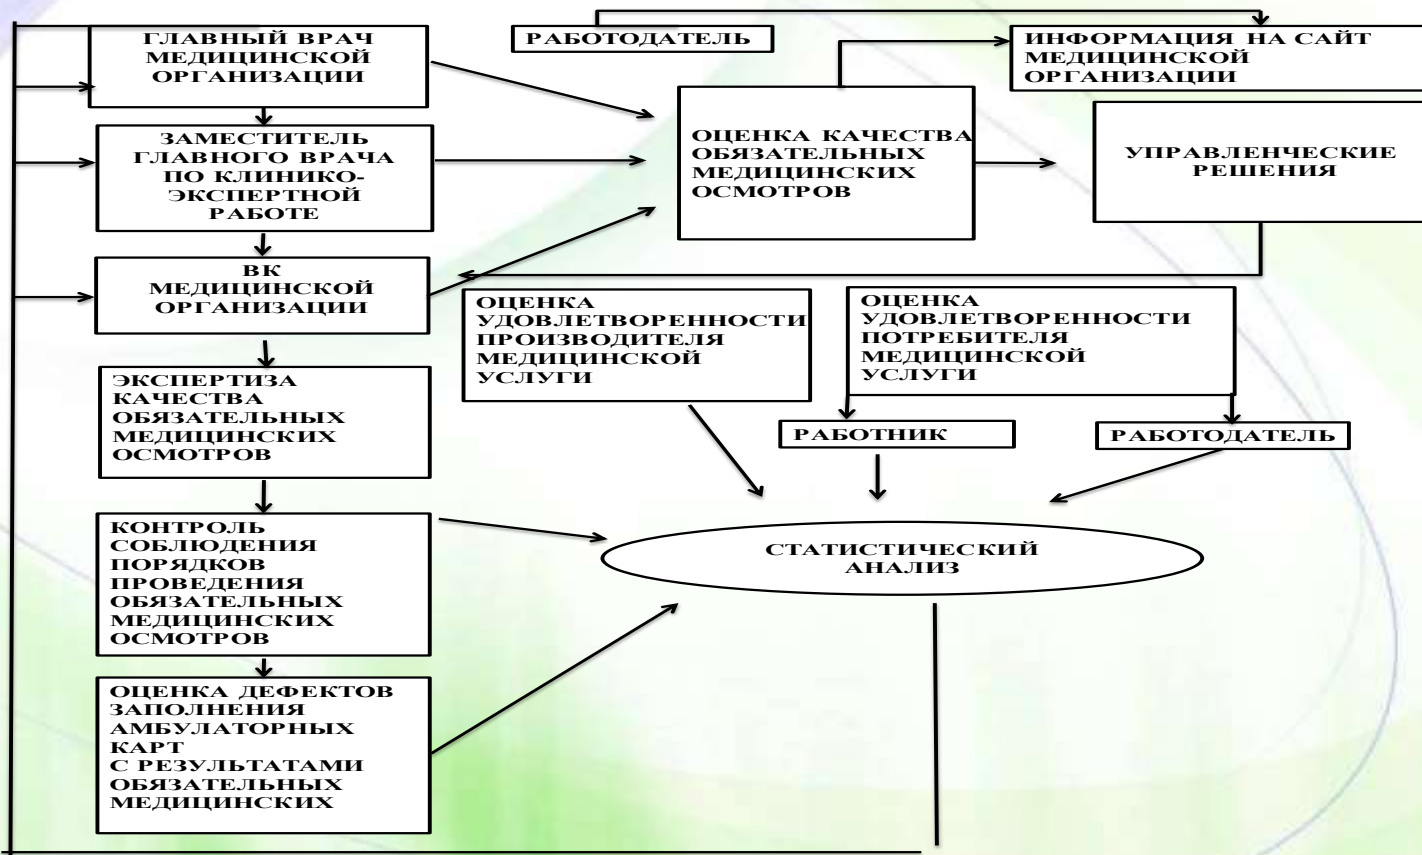 ГЛАВНЫЙ ВРАЧ
МЕДИЦИНСКОЙ
ОРГАНИЗАЦИИ
РАБОТОДАТЕЛЬ
ИНФОРМАЦИЯ НА САЙТ
МЕДИЦИНСКОЙ
ОРГАНИЗАЦИИ
ЗАМЕСТИТЕЛЬ
ГЛАВНОГО ВРАЧА
ПО КЛИНИКО-
ЭКСПЕРТНОЙ
РАБОТЕ
ОЦЕНКА КАЧЕСТВА
ОБЯЗАТЕЛЬНЫХ
МЕДИЦИНСКИХ
ОСМОТРОВ
УПРАВЛЕНЧЕСКИЕ
РЕШЕНИЯ
ВК
МЕДИЦИНСКОЙ
ОРГАНИЗАЦИИ
ОЦЕНКА
УДОВЛЕТВОРЕННОСТИ
ПРОИЗВОДИТЕЛЯ
МЕДИЦИНСКОЙ
УСЛУГИ
ОЦЕНКА
УДОВЛЕТВОРЕННОСТИ
ПОТРЕБИТЕЛЯ
МЕДИЦИНСКОЙ
УСЛУГИ
ЭКСПЕРТИЗА
КАЧЕСТВА
ОБЯЗАТЕЛЬНЫХ
МЕДИЦИНСКИХ
ОСМОТРОВ
РАБОТНИК
РАБОТОДАТЕЛЬ
КОНТРОЛЬ
СОБЛЮДЕНИЯ
ПОРЯДКОВ
ПРОВЕДЕНИЯ
ОБЯЗАТЕЛЬНЫХ
МЕДИЦИНСКИХ
ОСМОТРОВ
СТАТИСТИЧЕСКИЙ
АНАЛИЗ
ОЦЕНКА ДЕФЕКТОВ
ЗАПОЛНЕНИЯ
АМБУЛАТОРНЫХ
КАРТ
С РЕЗУЛЬТАТАМИ
ОБЯЗАТЕЛЬНЫХ
МЕДИЦИНСКИХ